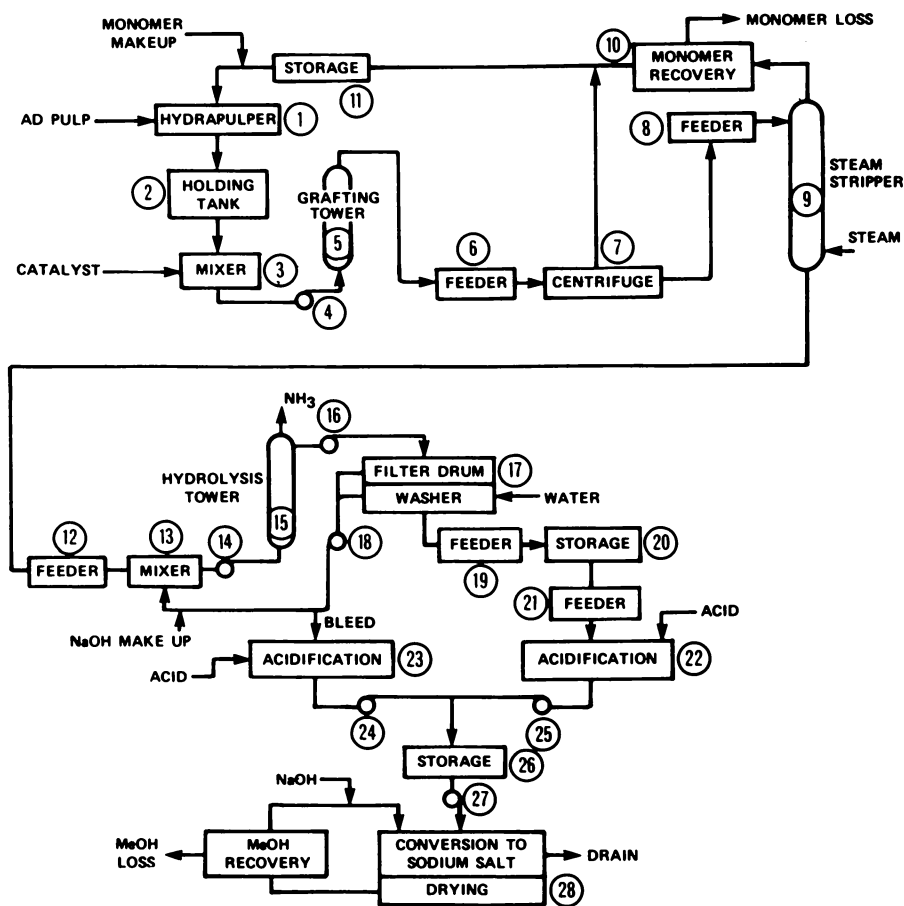 MONOMER
MAKEUP
STORAGE
11
10
MONOMER
RECOVERY
MONOMER LOSS
AD PULP
HYDRAPULPER
1
8
FEEDER
2
HOLDING
TANK
GRAFTING
TOWER
5
STEAM
STRIPPER
9
STEAM
CATALYST
MIXER
3
4
6
FEEDER
7
CENTRIFUGE
NH3
16
HYDROLYSIS
TOWER
15
FILTER DRUM
17
WASHER
WATER
12
FEEDER
13
MIXER
14
18
FEEDER
19
STORAGE
20
21
FEEDER
NaOH MAKE UP
BLEED
ACID
ACID
ACIDIFICATION
23
ACIDIFICATION
22
24
25
STORAGE
26
NaOH
27
MeOH
LOSS
MeOH
RECOVERY
CONVERSION TO
SODIUM SALT
DRAIN
DRYING
28